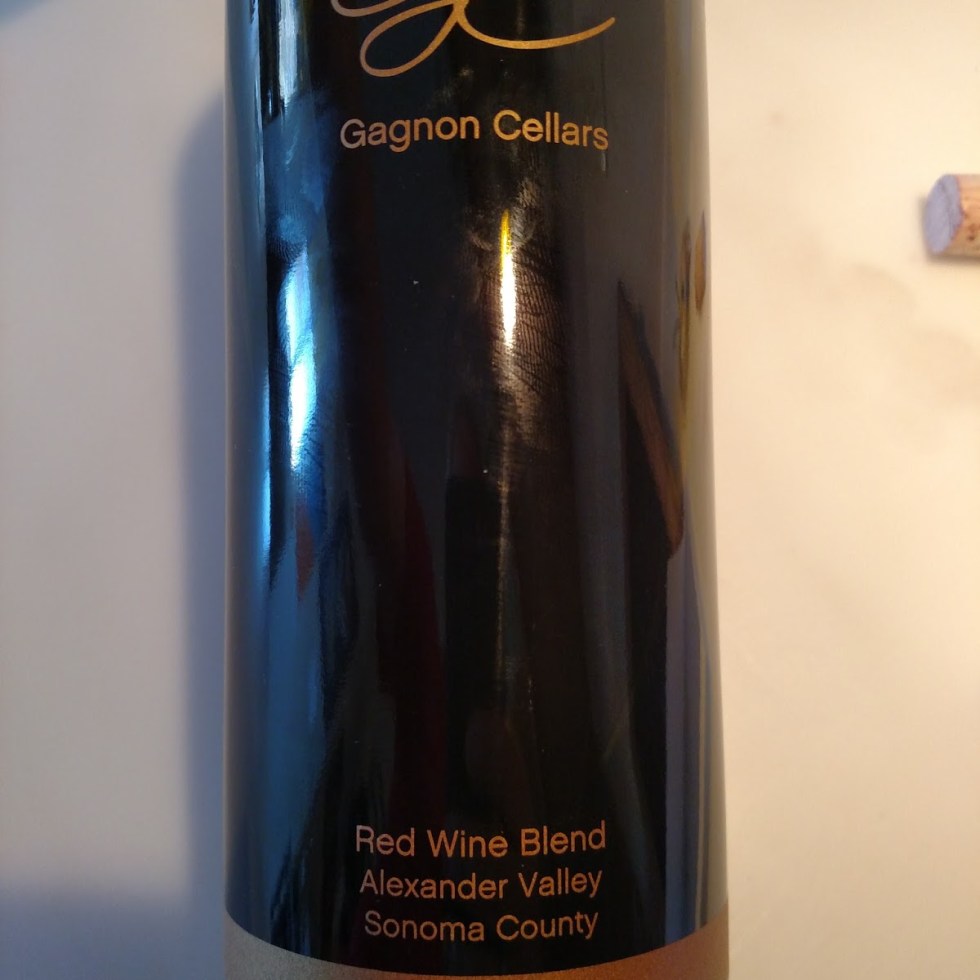 Gagnon Cellars
Red Wine Blend
Alexander Valley
Sonoma County